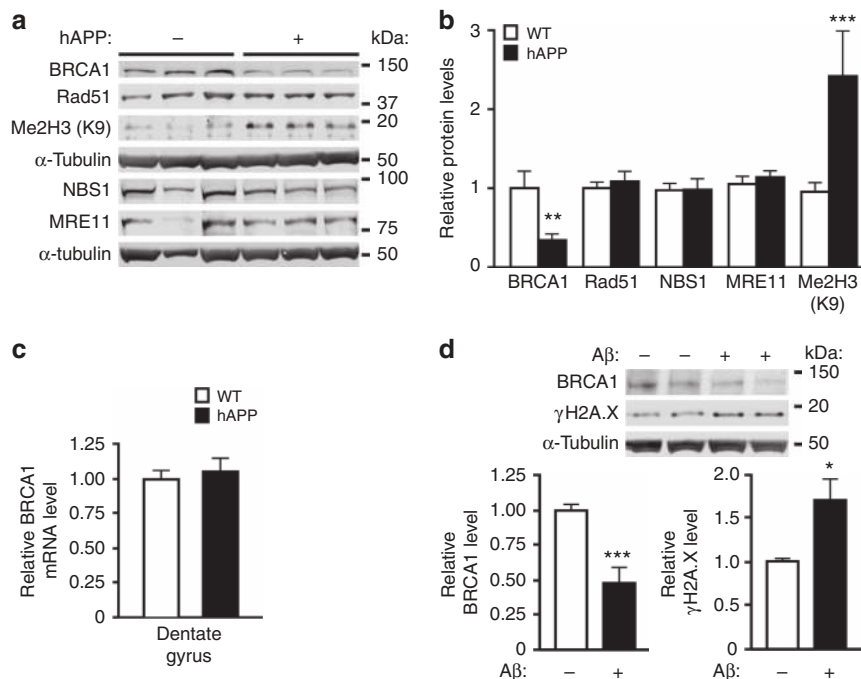 a
hAPP: – + kDa:
BRCA1 150
Rad51 37
Me2H3 (K9) 20
α-Tubulin 50
NBS1 100
MRE11 75
α-tubulin 50
b
WT
hAPP
Relative protein levels
3
2
1
0
** ***
BRCA1 Rad51 NBS1 MRE11 Me2H3
(K9)
c
WT
hAPP
Relative BRCA1
mRNA level
1.25
1.00
0.75
0.50
0.25
0
Dentate
gyrus
d
Aβ: – – + + kDa:
BRCA1 150
γH2A.X 20
α-Tubulin 50
Relative
BRCA1 level
1.25
1.00
0.75
0.50
0.25
0
***
Aβ: – +
Relative
γH2A.X level
2.0
1.5
1.0
0.5
0
*
Aβ: – +